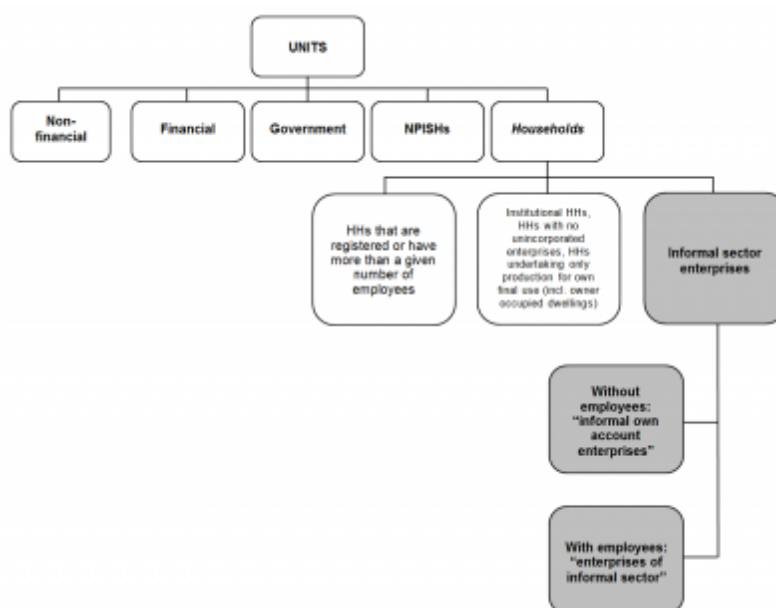 UNITS
Non-
financial
Financial
Government
NPISHs
Households
HHs that are
registered or have
more than a given
number of
employees
Institutional HHs,
HHs with no
unincorporated
enterprises, HHs
undertaking only
production for own
final use (incl. owner
occupied dwellings)
Informal sector
enterprises
Without
employees:
“informal own
account
enterprises”
With employees:
“enterprises of
informal sector”